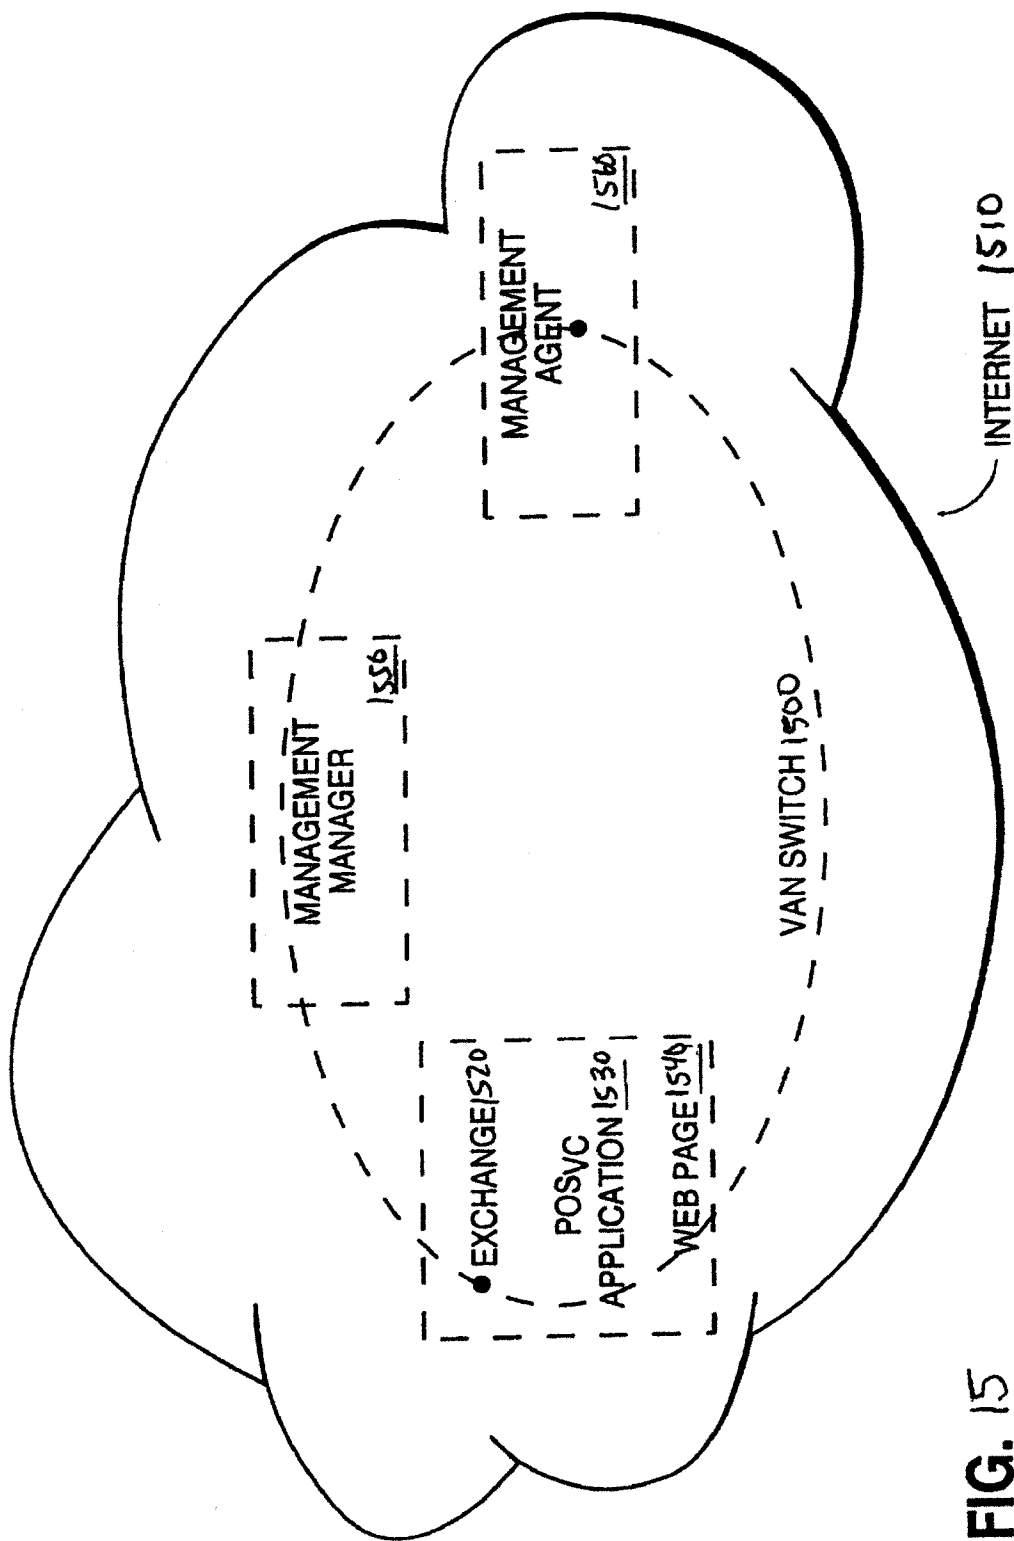 MANAGEMENT
MANAGER
1550
EXCHANGE 1520
POSVC
APPLICATION 1530
WEB PAGE 1540
MANAGEMENT
AGENT
1560
VAN SWITCH 1500
INTERNET 1510
FIG. 15